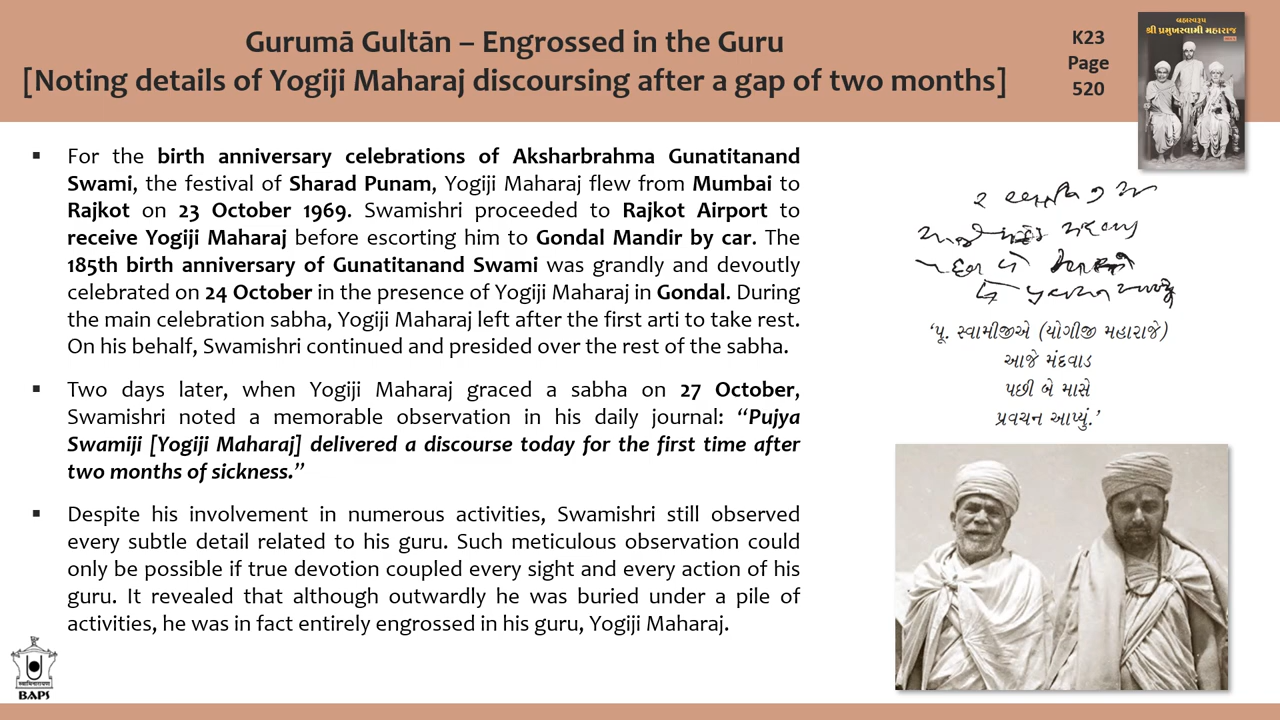 Gurumā Gultān – Engrossed in the Guru
[Noting details of Yogiji Maharaj discoursing after a gap of two months]
K23
Page
520
બ્રહ્મસ્વરૂપ
શ્રી પ્રમુખસ્વામી મહારાજ
▪ For the birth anniversary celebrations of Aksharbrahma Gunatitanand
Swami, the festival of Sharad Punam, Yogiji Maharaj flew from Mumbai to
Rajkot on 23 October 1969. Swamishri proceeded to Rajkot Airport to
receive Yogiji Maharaj before escorting him to Gondal Mandir by car. The
185th birth anniversary of Gunatitanand Swami was grandly and devoutly
celebrated on 24 October in the presence of Yogiji Maharaj in Gondal. During
the main celebration sabha, Yogiji Maharaj left after the first arti to take rest.
On his behalf, Swamishri continued and presided over the rest of the sabha.
▪ Two days later, when Yogiji Maharaj graced a sabha on 27 October,
Swamishri noted a memorable observation in his daily journal: “Pujya
Swamiji [Yogiji Maharaj] delivered a discourse today for the first time after
two months of sickness.”
▪ Despite his involvement in numerous activities, Swamishri still observed
every subtle detail related to his guru. Such meticulous observation could
only be possible if true devotion coupled every sight and every action of his
guru. It revealed that although outwardly he was buried under a pile of
activities, he was in fact entirely engrossed in his guru, Yogiji Maharaj.
‘પૂ. સ્વામીજીએ (યોગીજી મહારાજે)
આજે મંદવાડ
પછી બે માસે
પ્રવચન આપ્યું.’
BAPS